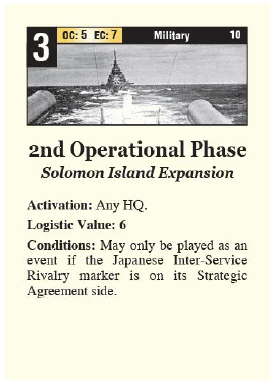 3 OC: 5 EC: 7 Military 10
2nd Operational Phase
Solomon Island Expansion
Activation: Any HQ.
Logistic Value: 6
Conditions: May only be played as an
event if the Japanese Inter-Service
Rivalry marker is on its Strategic
Agreement side.